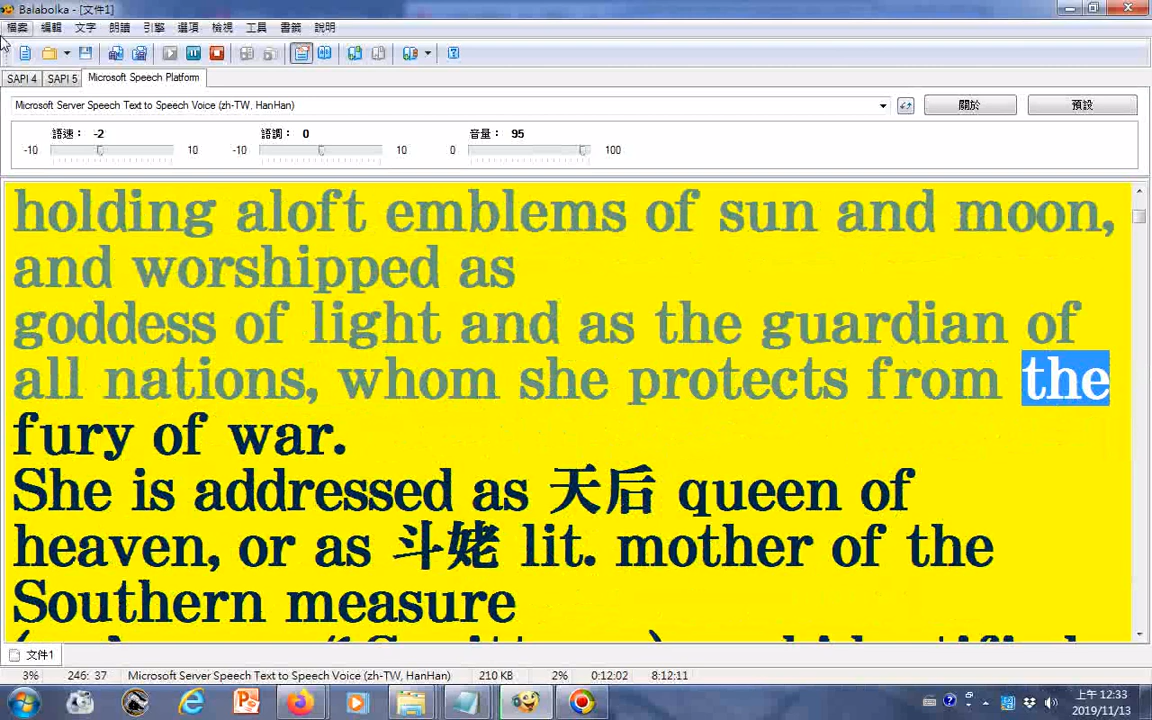 Balabolka - [文件1]
檔案 編輯 文字 朗讀 引擎 選項 檢視 工具 書籤 說明
SAPI 4 SAPI 5 Microsoft Speech Platform
Microsoft Server Speech Text to Speech Voice (zh-TW, HanHan) 關於 預設
語速： -2 語調： 0 音量： 95
-10 10 -10 10 0 100
holding aloft emblems of sun and moon,
and worshipped as
goddess of light and as the guardian of
all nations, whom she protects from the
fury of war.
She is addressed as 天后 queen of
heaven, or as 斗姥 lit. mother of the
Southern measure
文件1
3% 246: 37 Microsoft Server Speech Text to Speech Voice (zh-TW, HanHan) 210 KB 2% 0:12:02 8:12:11
上午 12:33
2019/11/13